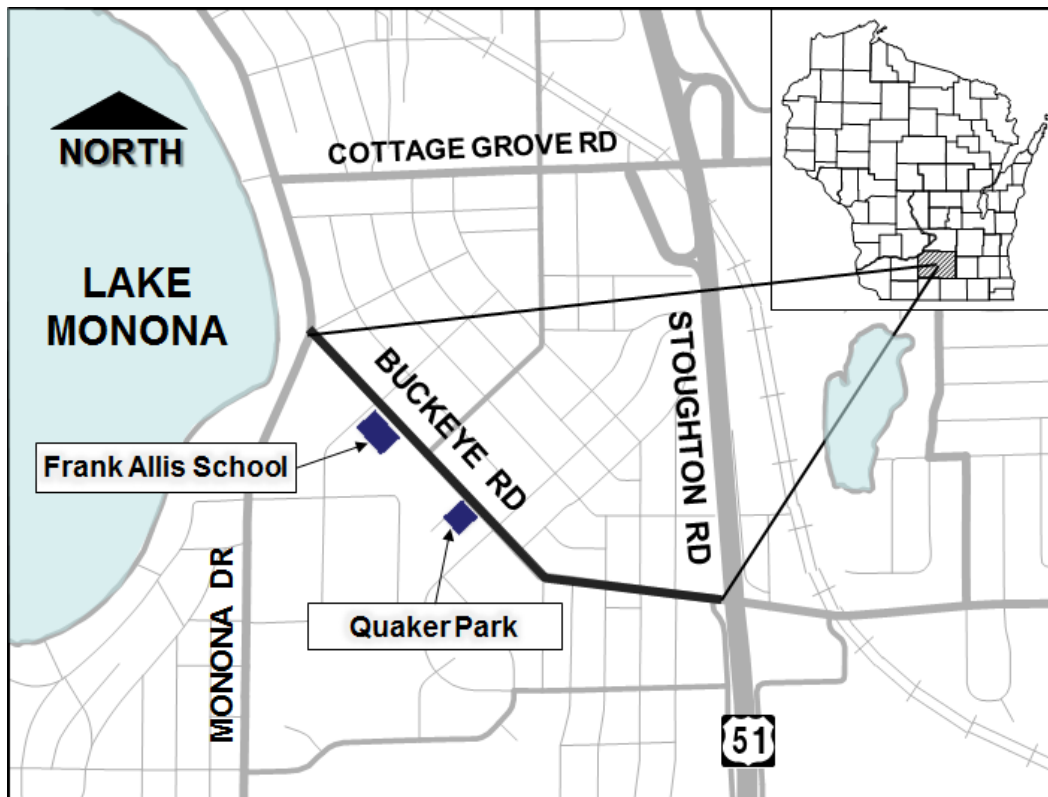 NORTH
COTTAGE GROVE RD
LAKE
MONONA
BUCKEYE RD
STOUGHTON RD
Frank Allis School
MONONA DR
Quaker Park
51